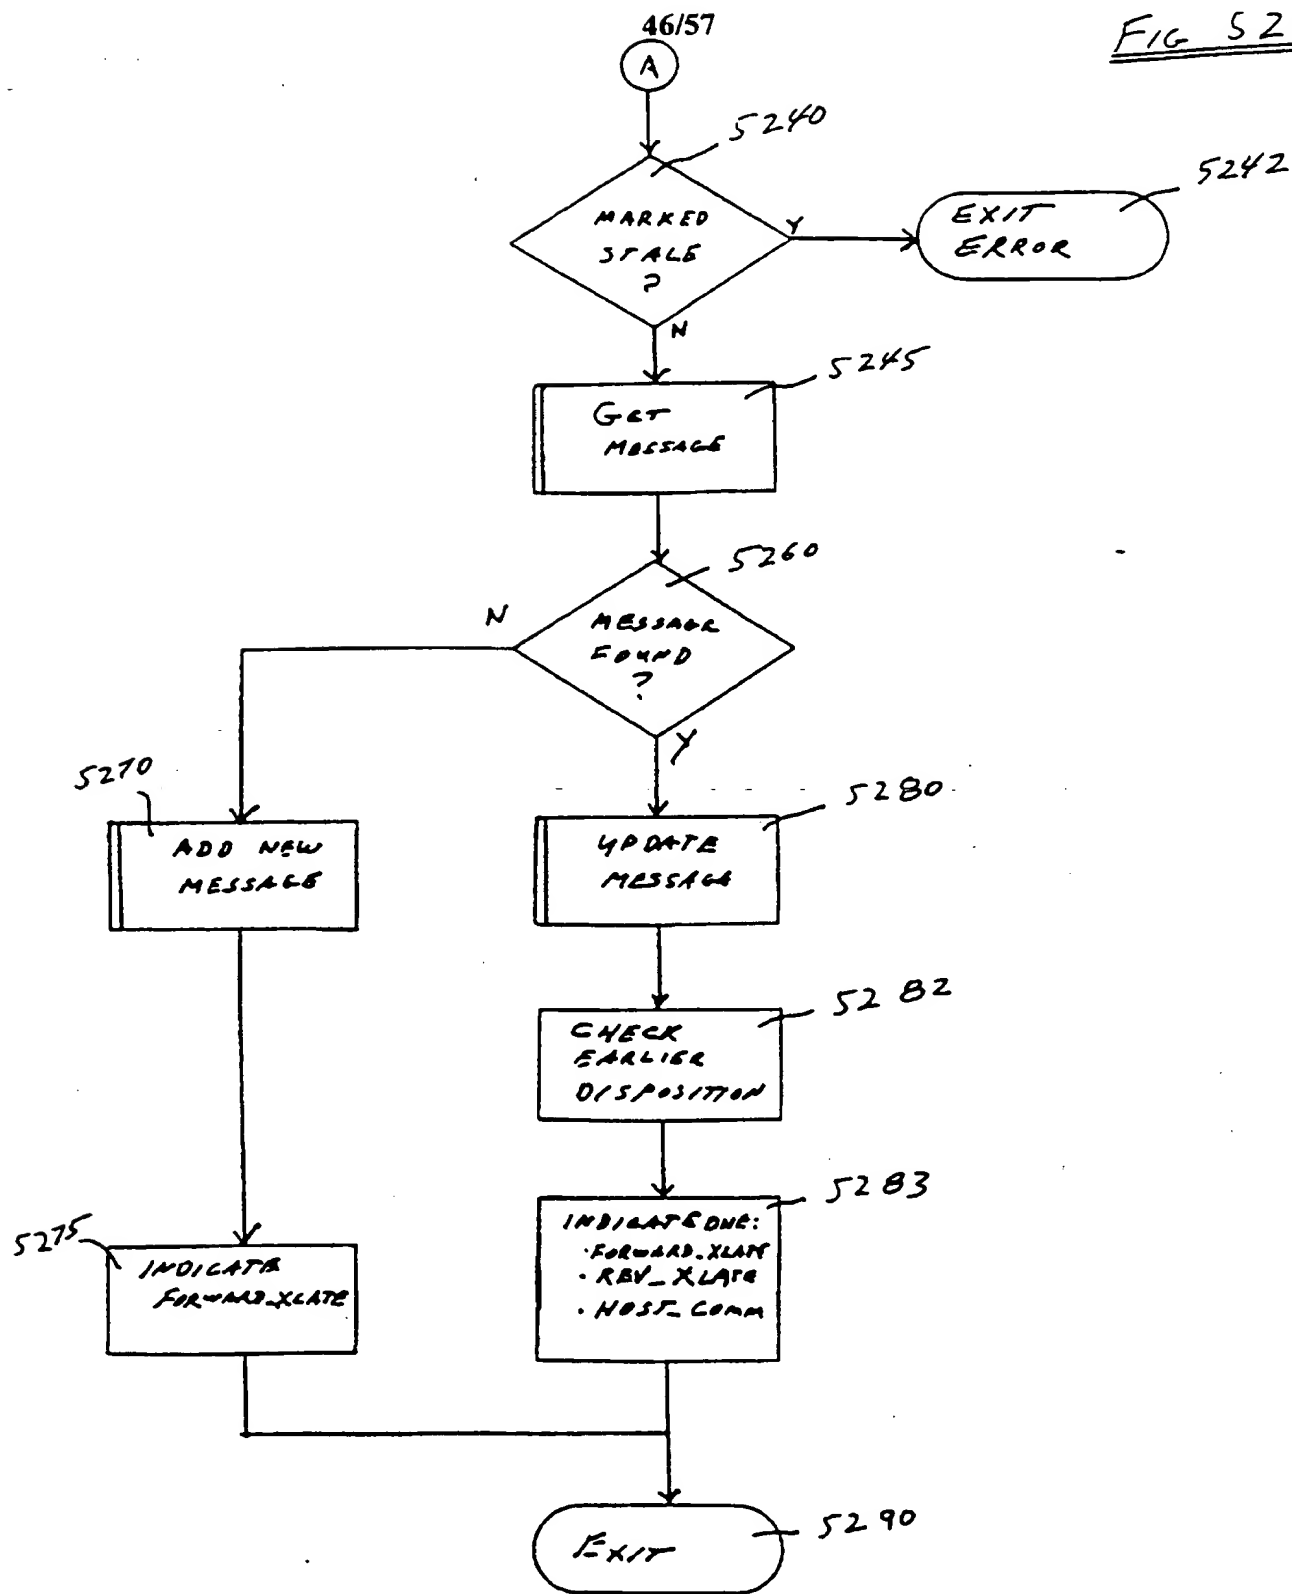 46/57
FIG 52
A
5240
MARKED
STALE
?
Y
EXIT
ERROR
5242
N
5245
GET
MESSAGE
5260
MESSAGE
FOUND
?
N
Y
5270
ADD NEW
MESSAGE
5280
UPDATE
MESSAGE
5282
CHECK
EARLIER
DISPOSITION
5283
INDICATE ONE:
· FORWARD_XLATE
· REV_XLATE
· HOST_COMM
5275
INDICATE
FORWARD_XLATE
5290
EXIT